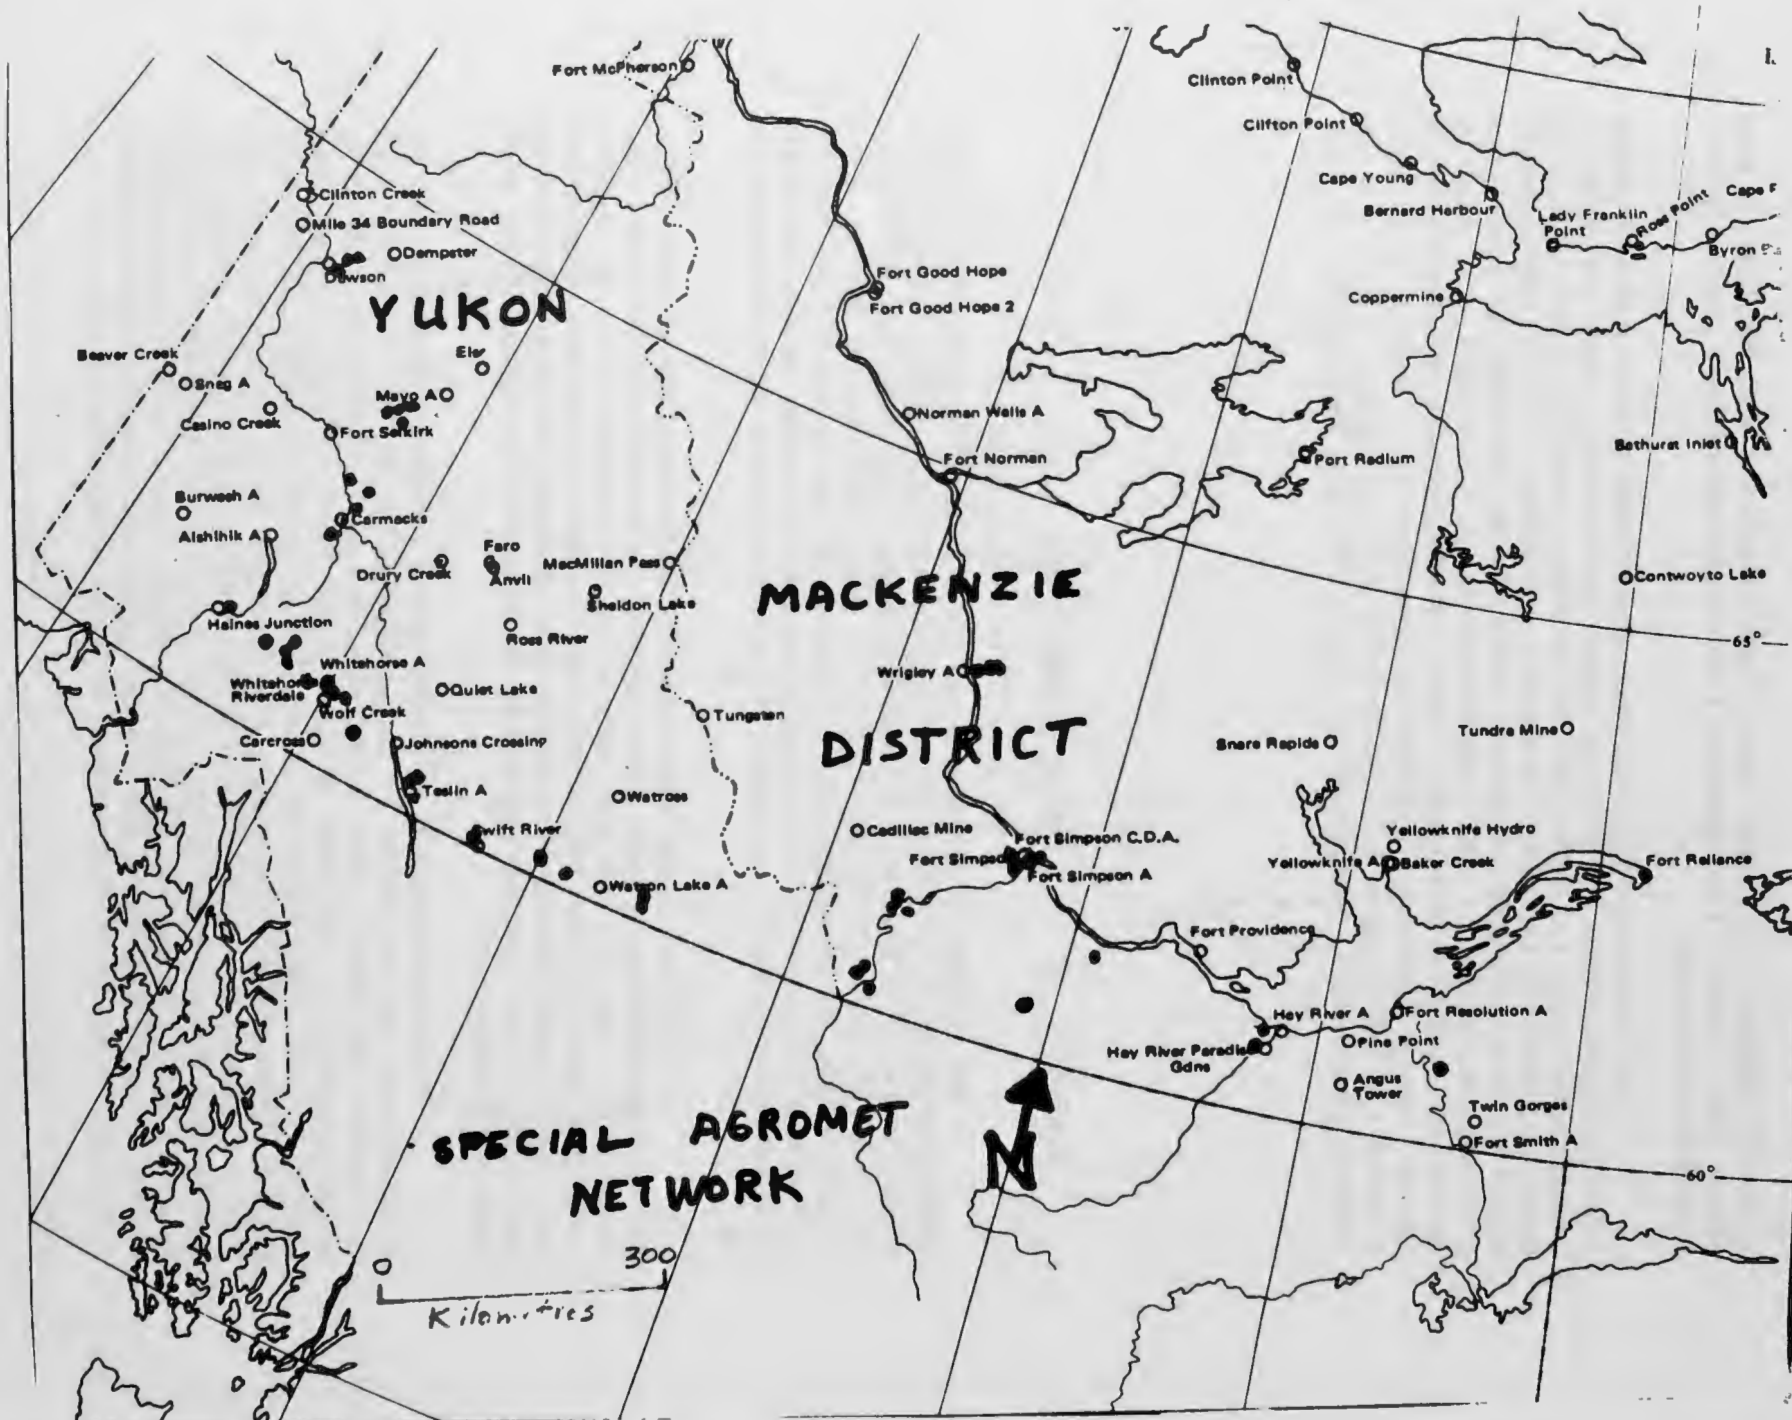 Fort McPherson
Clinton Point
Clifton Point
Cape Young
Bernard Harbour
Lady Franklin
Point
Ross Point
Cape
Byron
Clinton Creek
Mile 34 Boundary Road
Dempster
Dawson
YUKON
Fort Good Hope
Fort Good Hope 2
Coppermine
Beaver Creek
Snag A
Elsr
Mayo A
Casino Creek
Fort Selkirk
Norman Wells A
Fort Norman
Port Radium
Bathurst Inlet
Burwash A
Aishihik A
Carmacks
Drury Creek
Faro
Anvil
MacMillan Pass
Sheldon Lake
MACKENZIE
Contwoyto Lake
Haines Junction
Ross River
65°
Whitehorse A
Whitehorse
Riverdale
Wolf Creek
Quiet Lake
Wrigley A
Tungsten
DISTRICT
Snare Rapids
Tundra Mine
Carcross
Johnsons Crossing
Teslin A
Watross
Swift River
Cadillac Mine
Fort Simpson C.D.A.
Fort Simpson
Fort Simpson A
Yellowknife Hydro
Yellowknife A
Baker Creek
Fort Reliance
Watson Lake A
Fort Providence
Hay River A
Fort Resolution A
Hay River Paradise
Gdns
Pine Point
Angus
Tower
Twin Gorges
Fort Smith A
60°
SPECIAL AGROMET
NETWORK
N
0 300
Kilometres